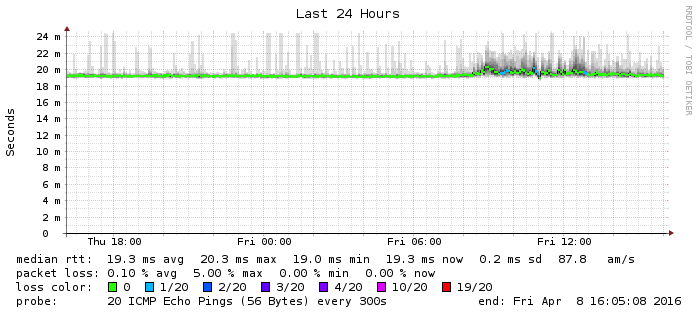 Last 24 Hours
RRDTOOL / TOBI OETIKER
Seconds
24 m
22 m
20 m
18 m
16 m
14 m
12 m
10 m
8 m
6 m
4 m
2 m
0
Thu 18:00 Fri 00:00 Fri 06:00 Fri 12:00
median rtt: 19.3 ms avg 20.3 ms max 19.0 ms min 19.3 ms now 0.2 ms sd 87.8 am/s
packet loss: 0.10 % avg 5.00 % max 0.00 % min 0.00 % now
loss color: 0 1/20 2/20 3/20 4/20 10/20 19/20
probe: 20 ICMP Echo Pings (56 Bytes) every 300s end: Fri Apr 8 16:05:08 2016